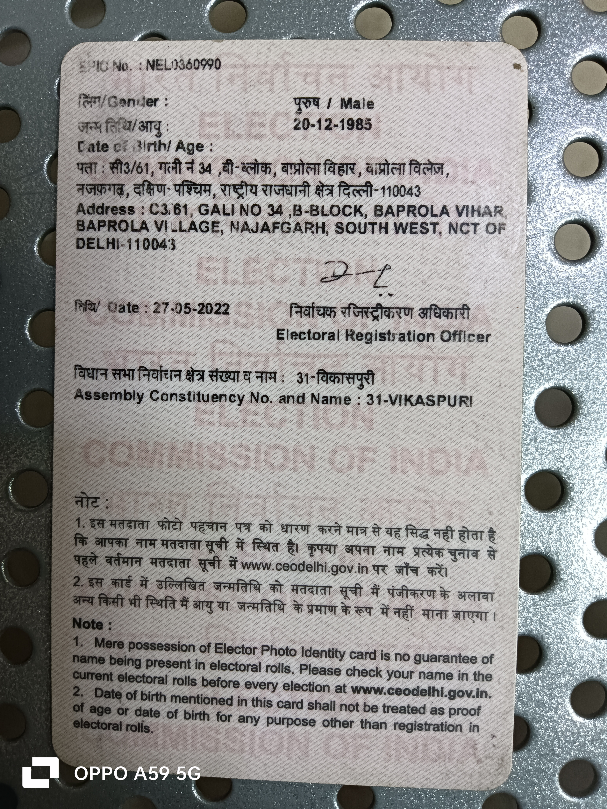 EPIC No. : NEL0360990
लिंग/Gender : पुरुष / Male
जन्म तिथि/आयु : 20-12-1985
Date of Birth/ Age :
पता : सी3/61, गली नं 34 ,बी-ब्लोक, बाप्रोला विहार, बाप्रोला विलेज,
नजफगढ़, दक्षिण- पश्चिम, राष्ट्रीय राजधानी क्षेत्र दिल्ली-110043
Address : C3/61, GALI NO 34 ,B-BLOCK, BAPROLA VIHAR,
BAPROLA VILLAGE, NAJAFGARH, SOUTH WEST, NCT OF
DELHI-110043
तिथि/ Date : 27-05-2022 निर्वाचक रजिस्ट्रीकरण अधिकारी
Electoral Registration Officer
विधान सभा निर्वाचन क्षेत्र संख्या व नाम : 31-विकासपुरी
Assembly Constituency No. and Name : 31-VIKASPURI
नोट :
1. इस मतदाता फोटो पहचान पत्र को धारण करने मात्र से यह सिद्ध नहीं होता है
कि आपका नाम मतदाता सूची में स्थित है। कृपया अपना नाम प्रत्येक चुनाव से
पहले वर्तमान मतदाता सूची में www.ceodelhi.gov.in पर जाँच करें।
2. इस कार्ड में उल्लिखित जन्मतिथि को मतदाता सूची में पंजीकरण के अलावा
अन्य किसी भी स्थिति में आयु या जन्मतिथि के प्रमाण के रूप में नहीं माना जाएगा।
Note :
1. Mere possession of Elector Photo Identity card is no guarantee of
name being present in electoral rolls. Please check your name in the
current electoral rolls before every election at www.ceodelhi.gov.in.
2. Date of birth mentioned in this card shall not be treated as proof
of age or date of birth for any purpose other than registration in
electoral rolls.
ELECTION
COMMISSION OF INDIA
OPPO A59 5G